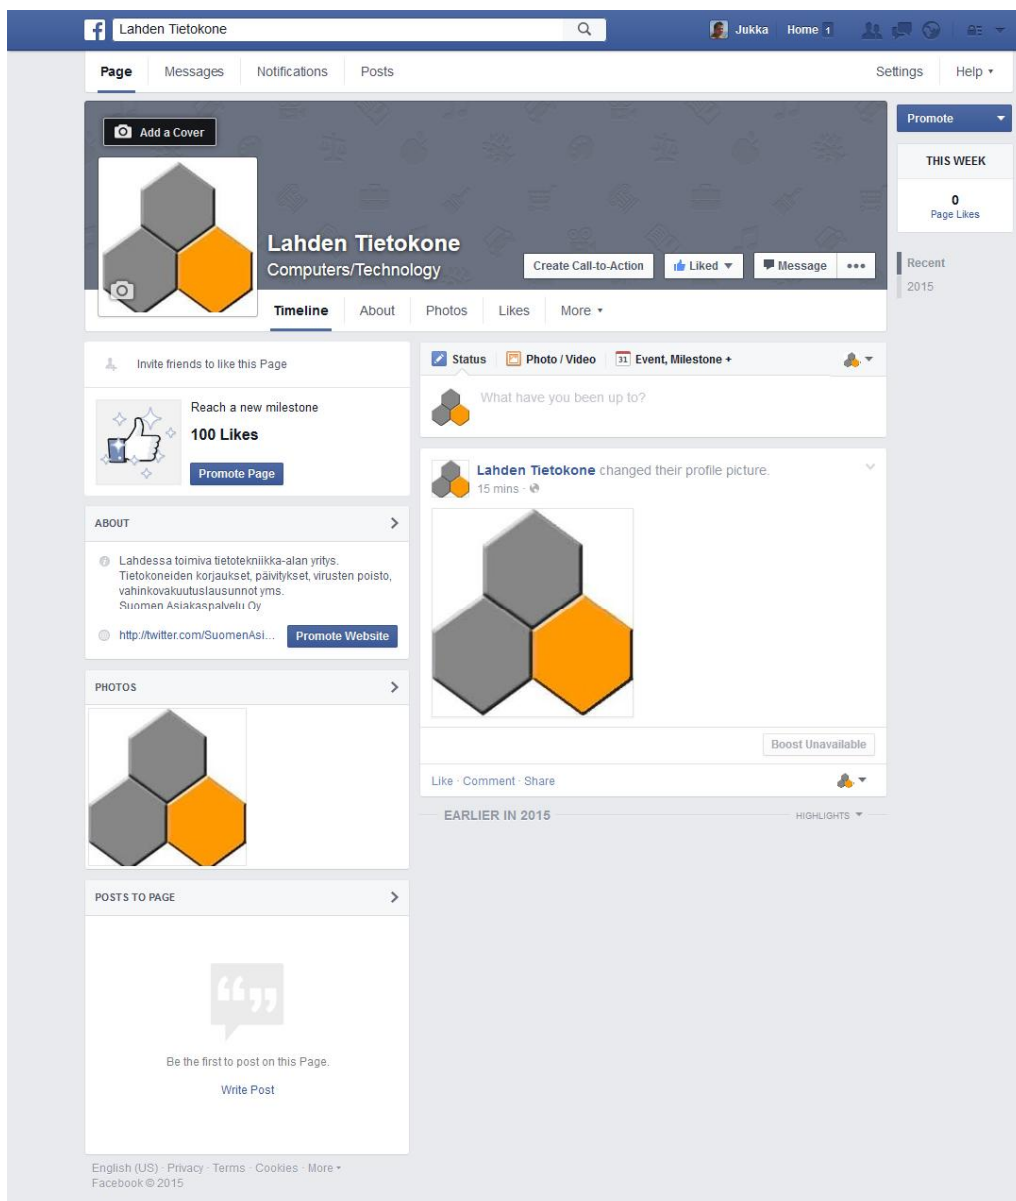 Lahden Tietokone
Jukka Home 1
Page Messages Notifications Posts Settings Help
Add a Cover
Promote
THIS WEEK
0
Page Likes
Recent
2015
Lahden Tietokone
Computers/Technology
Create Call-to-Action Liked Message •••
Timeline About Photos Likes More
Invite friends to like this Page
Reach a new milestone
100 Likes
Promote Page
ABOUT
Lahdessa toimiva tietotekniikka-alan yritys.
Tietokoneiden korjaukset, päivitykset, virusten poisto,
vahinkovakuutuslausunnot yms.
Suomen Asiakaspalvelu Oy
http://twitter.com/SuomenAsi... Promote Website
PHOTOS
POSTS TO PAGE
Be the first to post on this Page.
Write Post
English (US) · Privacy · Terms · Cookies · More
Facebook © 2015
Status Photo / Video 31 Event, Milestone +
What have you been up to?
Lahden Tietokone changed their profile picture.
15 mins ·
Boost Unavailable
Like · Comment · Share
EARLIER IN 2015 HIGHLIGHTS